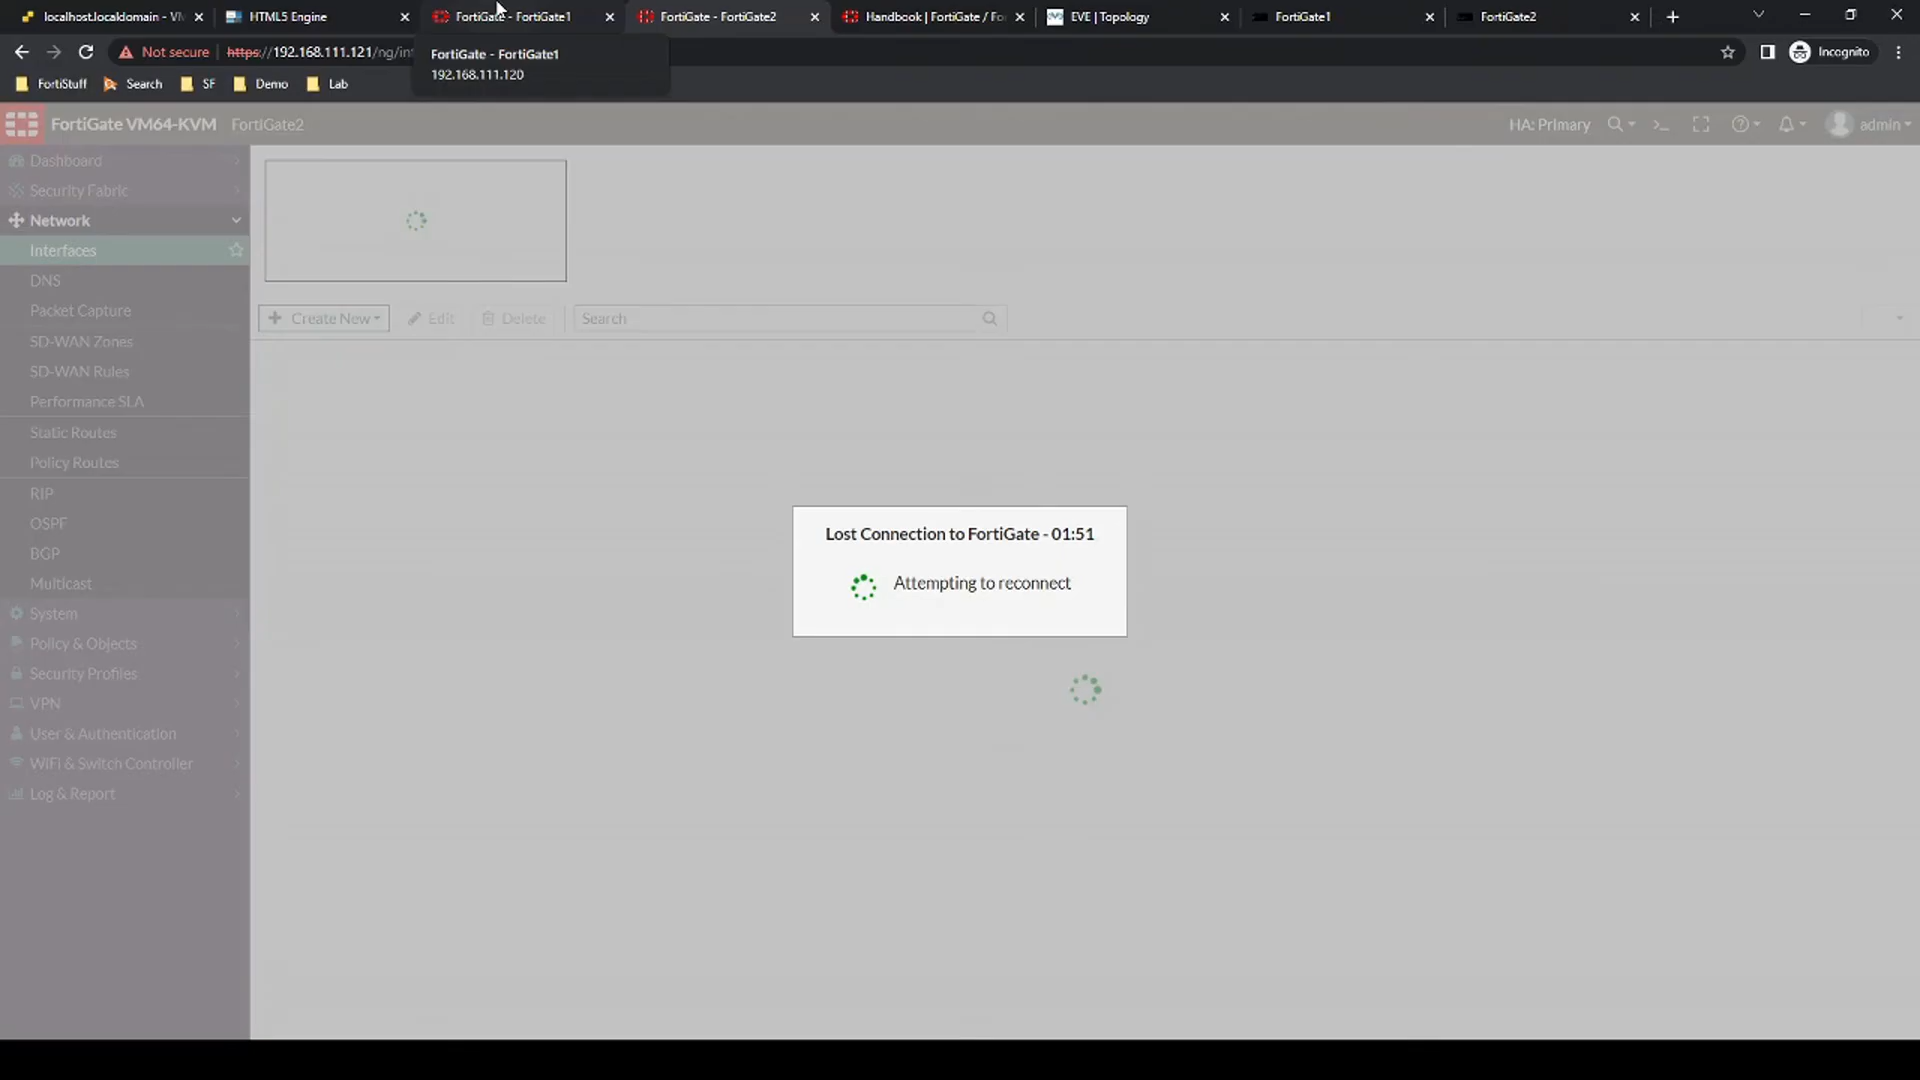 localhost.localdomain - VM
HTML5 Engine
FortiGate - FortiGate1
FortiGate - FortiGate2
Handbook | FortiGate / Fo
EVE | Topology
FortiGate1
FortiGate2
Not secure
https://192.168.111.121/ng/int
Incognito
FortiGate - FortiGate1
192.168.111.120
FortiStuff
Search
SF
Demo
Lab
FortiGate VM64-KVM
FortiGate2
HA: Primary
admin
Dashboard
Security Fabric
Network
Interfaces
DNS
Packet Capture
SD-WAN Zones
SD-WAN Rules
Performance SLA
Static Routes
Policy Routes
RIP
OSPF
BGP
Multicast
System
Policy & Objects
Security Profiles
VPN
User & Authentication
WiFi & Switch Controller
Log & Report
Create New
Edit
Delete
Search
Lost Connection to FortiGate - 01:51
Attempting to reconnect